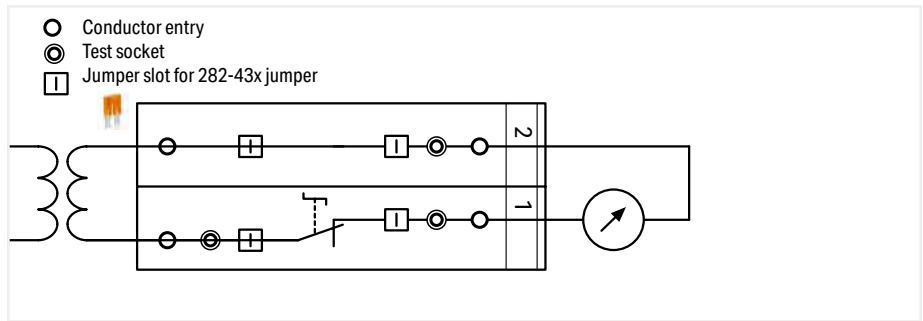 Conductor entry
Test socket
Jumper slot for 282-43x jumper
2
1